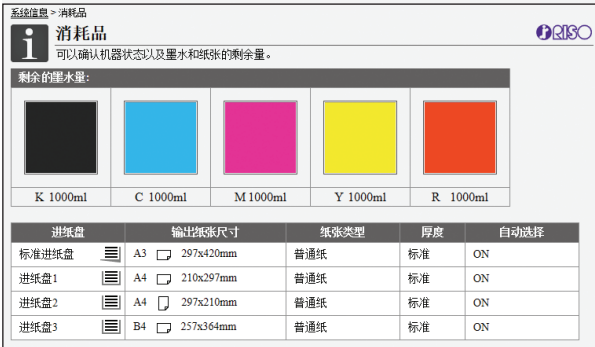 系统信息 > 消耗品
消耗品
RISO
可以确认机器状态以及墨水和纸张的剩余量。
剩余的墨水量:
K 1000ml C 1000ml M 1000ml Y 1000ml R 1000ml
进纸盘 输出纸张尺寸 纸张类型 厚度 自动选择
标准进纸盘 A3 297x420mm 普通纸 标准 ON
进纸盘1 A4 210x297mm 普通纸 标准 ON
进纸盘2 A4 297x210mm 普通纸 标准 ON
进纸盘3 B4 257x364mm 普通纸 标准 ON